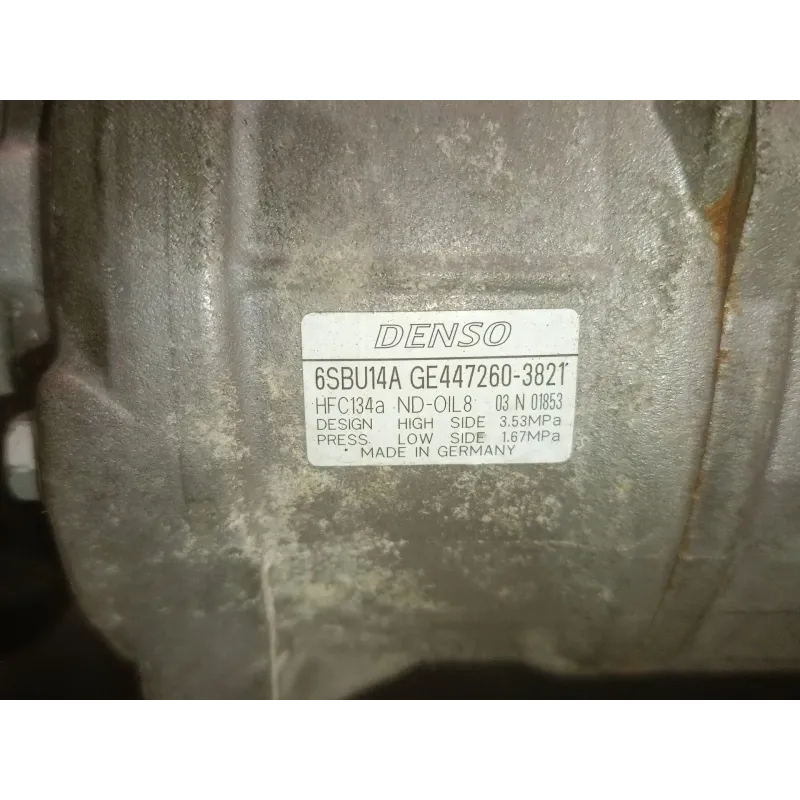 DENSO
6SBU14A GE447260-3821
HFC134a ND-OIL8 03 N 01853
DESIGN HIGH SIDE 3.53MPa
PRESS. LOW SIDE 1.67MPa
MADE IN GERMANY